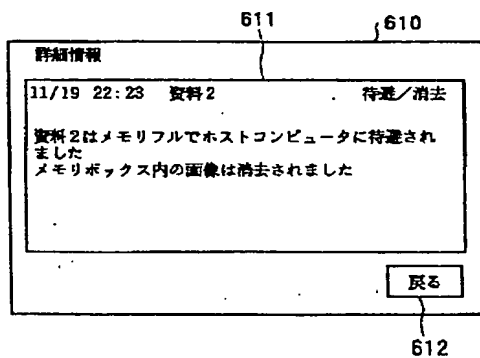 611
610
詳細情報
11/19 22:23 資料2 待避／消去
資料2はメモリフルでホストコンピュータに待避され
ました
メモリボックス内の画像は消去されました
戻る
612